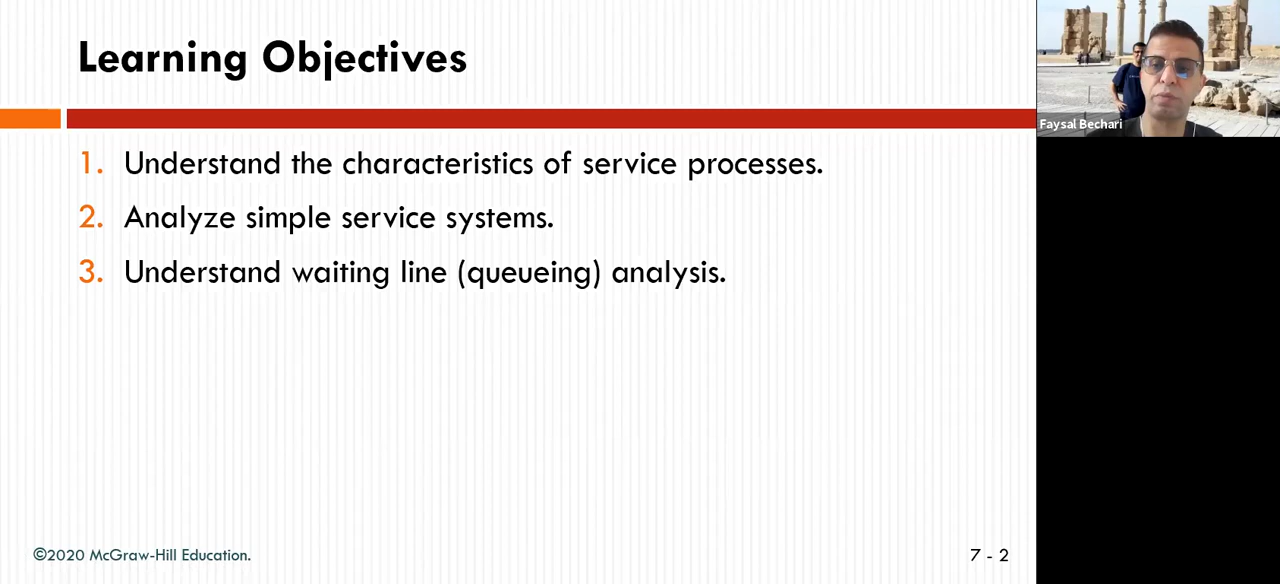 Learning Objectives
1. Understand the characteristics of service processes.
2. Analyze simple service systems.
3. Understand waiting line (queueing) analysis.
©2020 McGraw-Hill Education.
7 - 2
Faysal Bechari